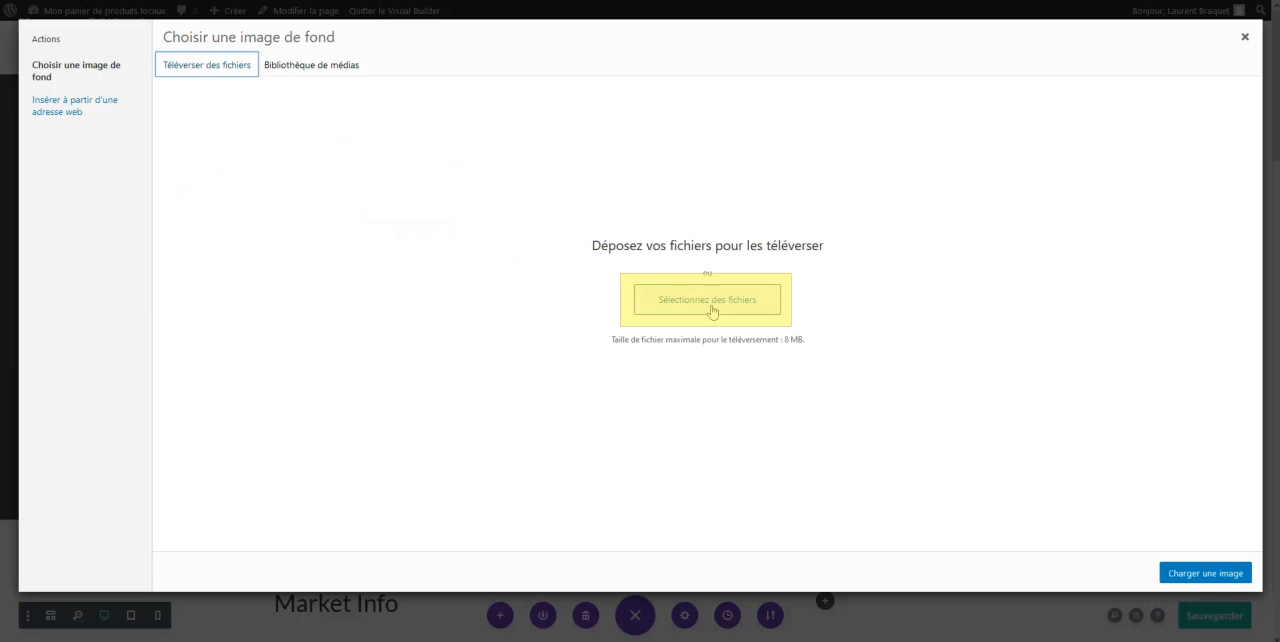 Mon panier de produits locaux 0 Créer Modifier la page Quitter le Visual Builder Bonjour, Laurent Braquet
Actions
Choisir une image de fond
Choisir une image de
fond
Téléverser des fichiers Bibliothèque de médias
Insérer à partir d'une
adresse web
Déposez vos fichiers pour les téléverser
ou
Sélectionnez des fichiers
Taille de fichier maximale pour le téléversement : 8 MB.
Charger une image
Market Info
Sauvegarder